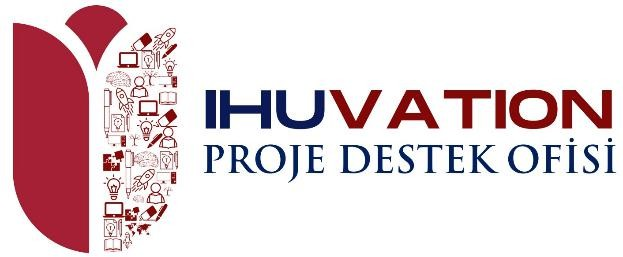 IHUVATION
PROJE DESTEK OFİSİ